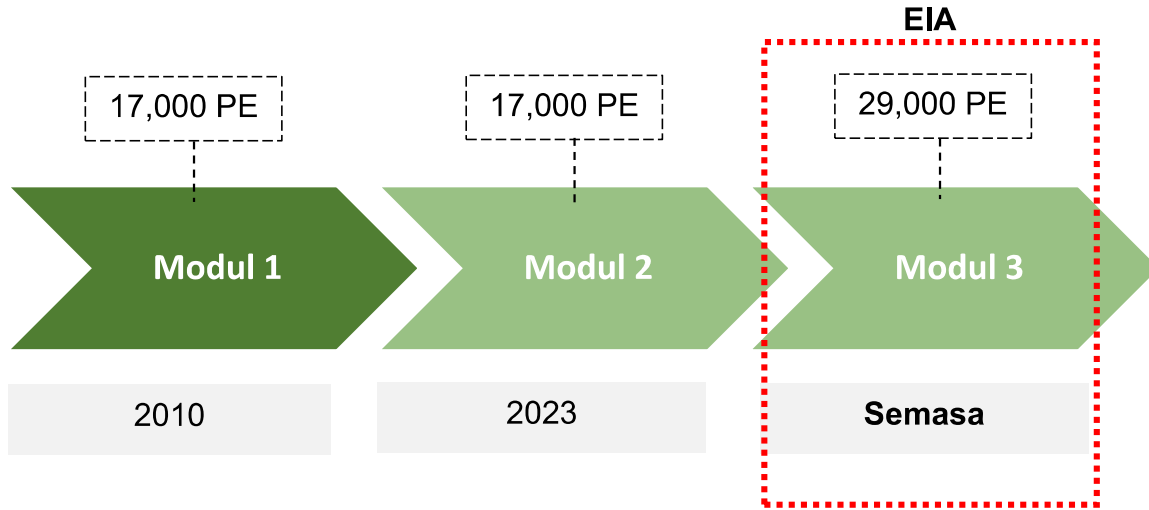 EIA
17,000 PE
17,000 PE
29,000 PE
Modul 1
Modul 2
Modul 3
2010
2023
Semasa